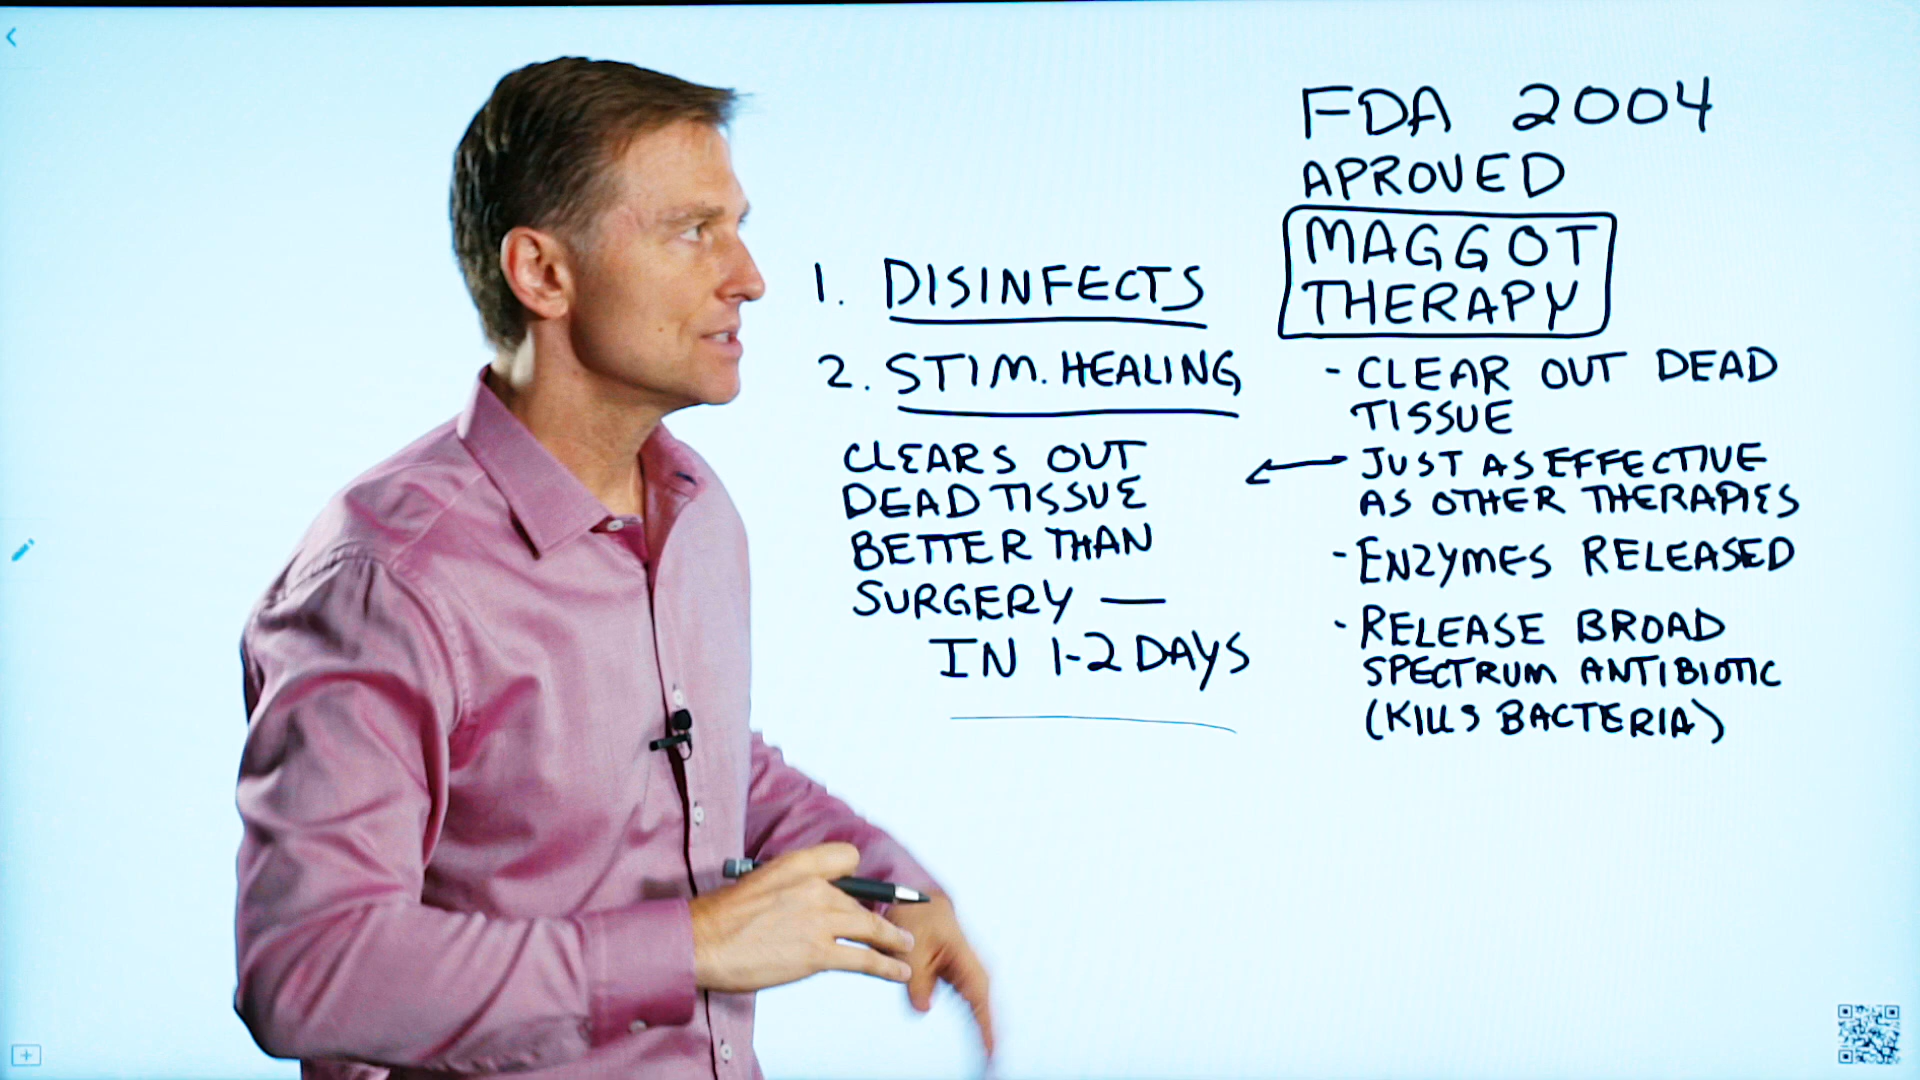 FDA 2004
APROVED
MAGGOT
THERAPY
- CLEAR OUT DEAD
TISSUE
JUST AS EFFECTIVE
AS OTHER THERAPIES
- ENZYMES RELEASED
- RELEASE BROAD
SPECTRUM ANTIBIOTIC
(KILLS BACTERIA)
1. DISINFECTS
2. STIM. HEALING
CLEARS OUT
DEAD TISSUE
BETTER THAN
SURGERY —
IN 1-2 DAYS